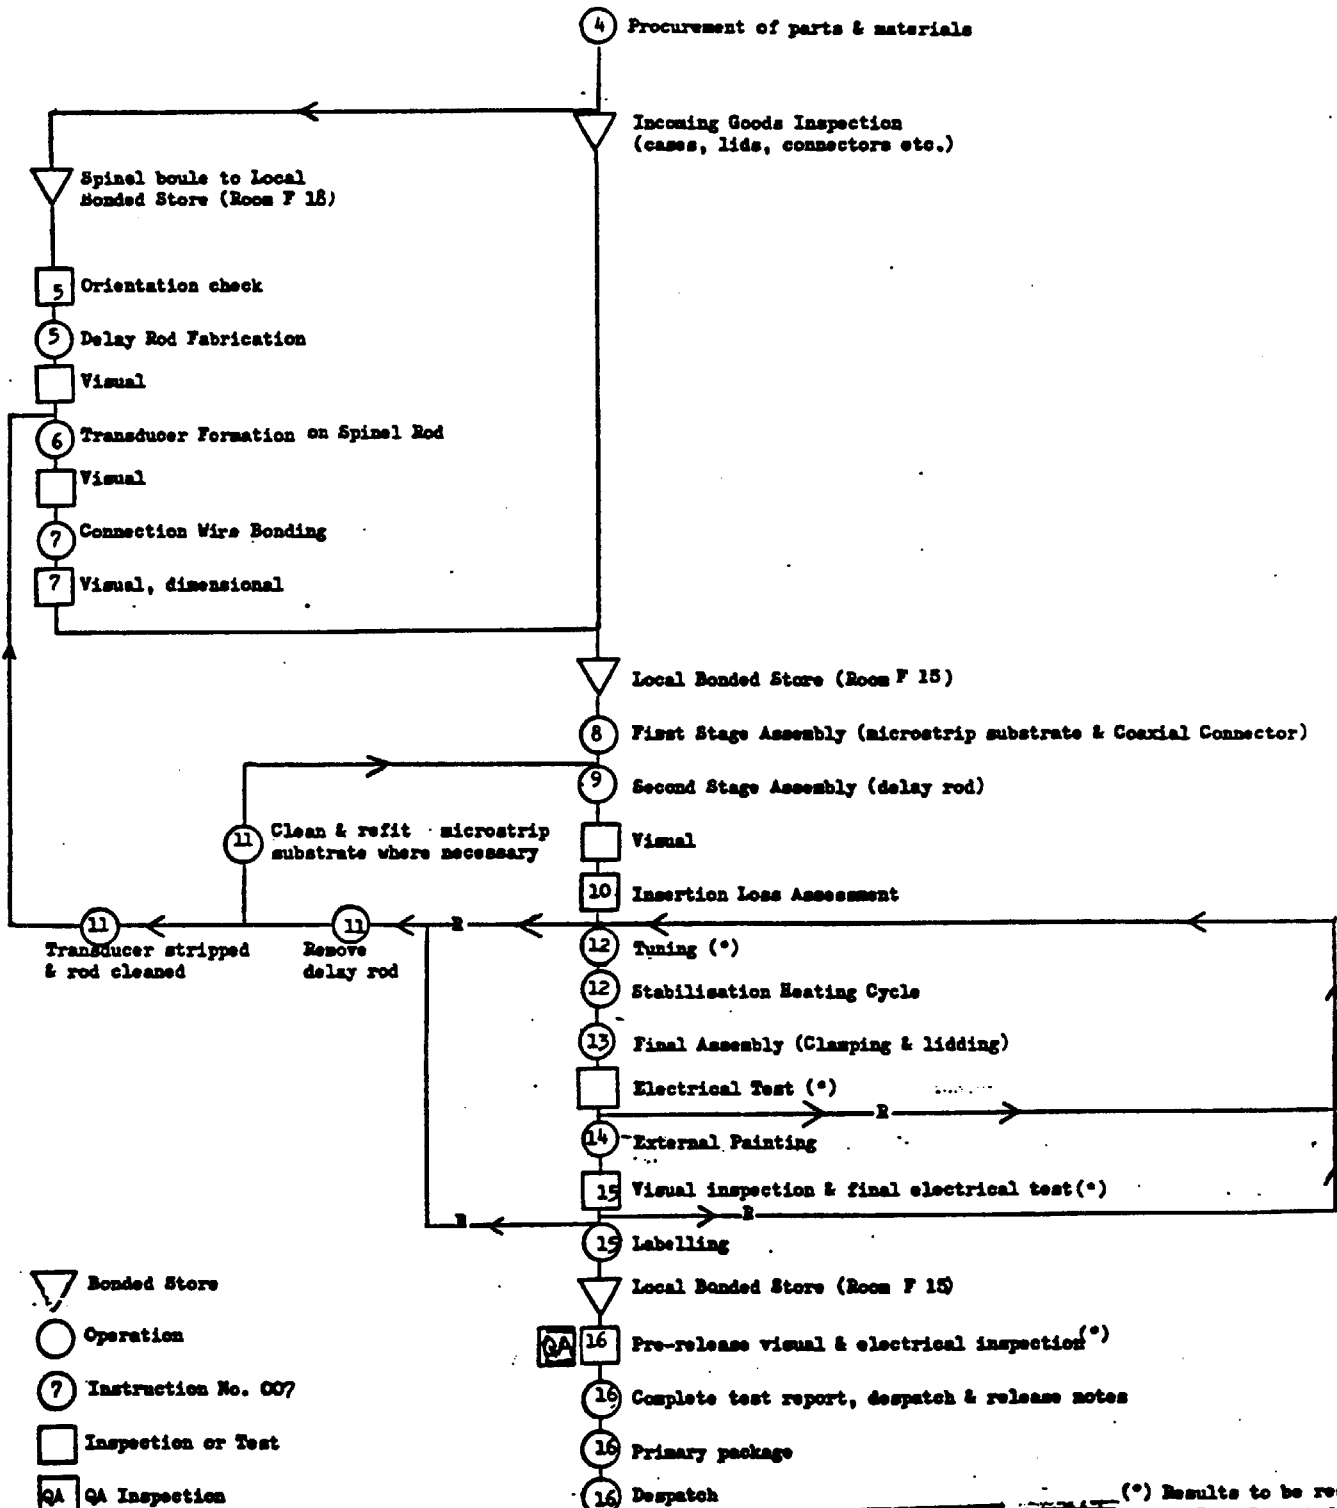 4 Procurement of parts & materials
Incoming Goods Inspection
(cases, lids, connectors etc.)
Spinel boule to Local
Bonded Store (Room F 18)
5 Orientation check
5 Delay Rod Fabrication
Visual
6 Transducer Formation on Spinel Rod
Visual
7 Connection Wire Bonding
7 Visual, dimensional
Local Bonded Store (Room F 15)
8 First Stage Assembly (microstrip substrate & Coaxial Connector)
9 Second Stage Assembly (delay rod)
11 Clean & refit microstrip
substrate where necessary
Visual
10 Insertion Loss Assessment
R
11 Transducer stripped
& rod cleaned
11 Remove
delay rod
12 Tuning (*)
12 Stabilisation Heating Cycle
13 Final Assembly (Clamping & lidding)
Electrical Test (*)
R
14 External Painting
15 Visual inspection & final electrical test(*)
R
R
15 Labelling
Local Bonded Store (Room F 15)
QA 16 Pre-release visual & electrical inspection(*)
16 Complete test report, despatch & release notes
16 Primary package
16 Despatch
Bonded Store
Operation
7 Instruction No. 007
Inspection or Test
QA QA Inspection
(*) Results to be re